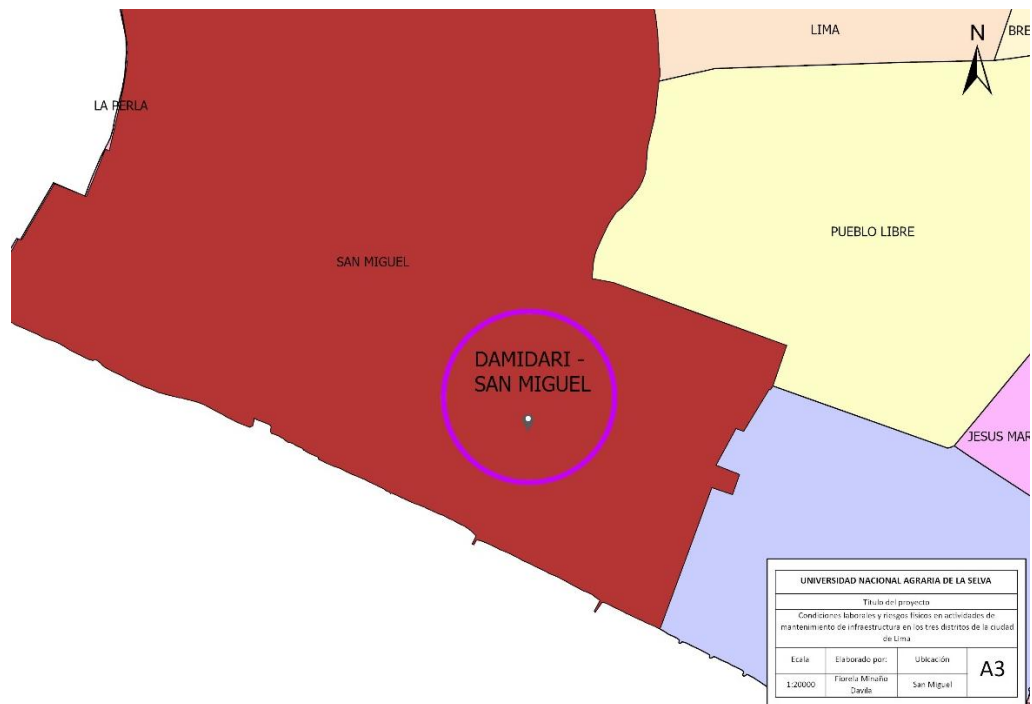 LIMA
BRE
N
LA PERLA
PUEBLO LIBRE
SAN MIGUEL
DAMIDARI -
SAN MIGUEL
JESUS MAR
UNIVERSIDAD NACIONAL AGRARIA DE LA SELVA
Título del proyecto
Condiciones laborales y riesgos físicos en actividades de
mantenimiento de infraestructura en los tres distritos de la ciudad
de Lima
Ecala
Elaborado por:
Ubicación
A3
1:20000
Fiorela Minaño
Davila
San Miguel